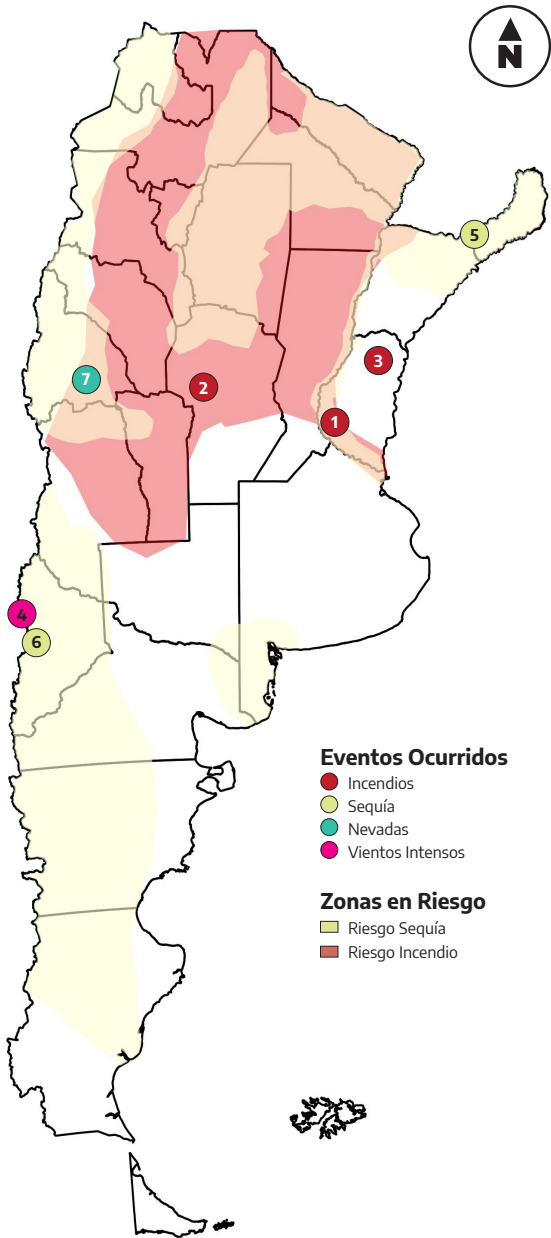 N
5
3
7
2
1
4
6
Eventos Ocurridos
Incendios
Sequía
Nevadas
Vientos Intensos
Zonas en Riesgo
Riesgo Sequía
Riesgo Incendio